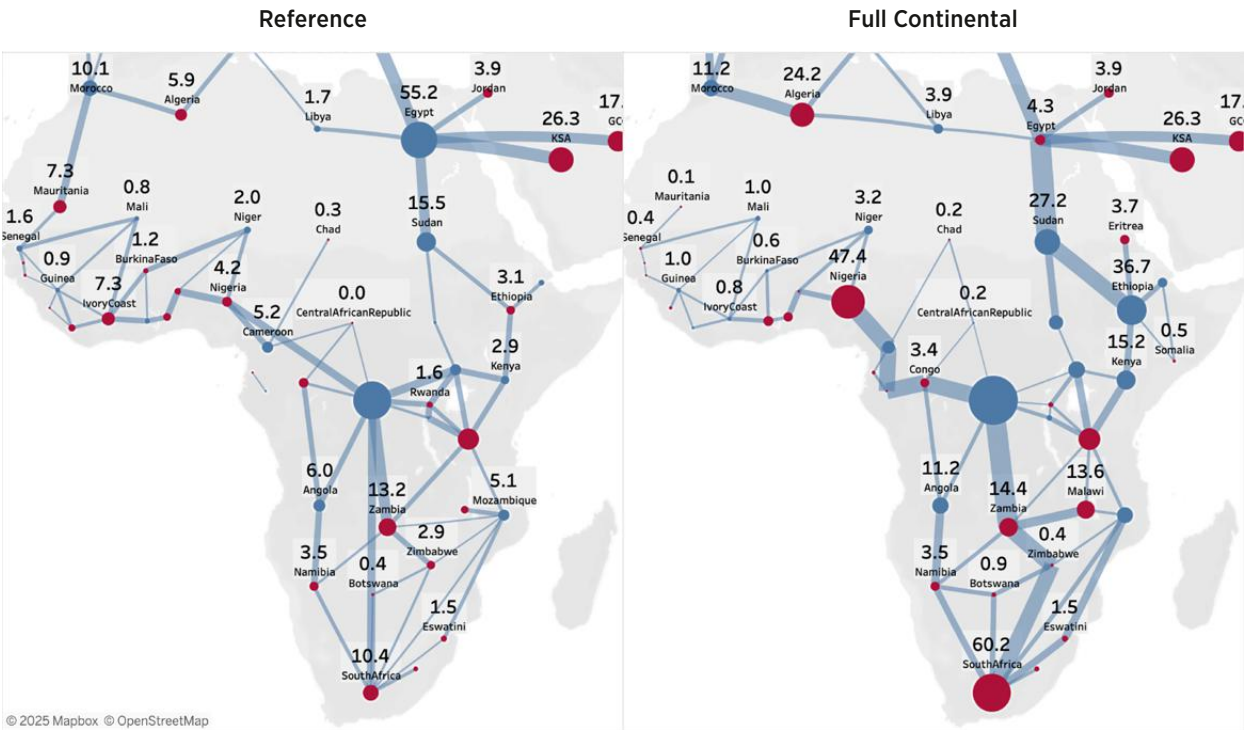 Reference
10.1
Morocco
5.9
Algeria
1.7
Libya
55.2
Egypt
3.9
Jordan
26.3
KSA
17.
GC
7.3
Mauritania
0.8
Mali
2.0
Niger
0.3
Chad
15.5
Sudan
1.6
Senegal
0.9
Guinea
1.2
BurkinaFaso
7.3
IvoryCoast
4.2
Nigeria
5.2
Cameroon
0.0
CentralAfricanRepublic
3.1
Ethiopia
2.9
Kenya
1.6
Rwanda
6.0
Angola
13.2
Zambia
5.1
Mozambique
2.9
Zimbabwe
3.5
Namibia
0.4
Botswana
1.5
Eswatini
10.4
SouthAfrica
© 2025 Mapbox © OpenStreetMap
Full Continental
11.2
Morocco
24.2
Algeria
3.9
Libya
4.3
Egypt
3.9
Jordan
26.3
KSA
17.
GC
0.1
Mauritania
1.0
Mali
3.2
Niger
0.2
Chad
27.2
Sudan
3.7
Eritrea
0.4
Senegal
1.0
Guinea
0.6
BurkinaFaso
0.8
IvoryCoast
47.4
Nigeria
0.2
CentralAfricanRepublic
36.7
Ethiopia
0.5
Somalia
15.2
Kenya
3.4
Congo
11.2
Angola
14.4
Zambia
13.6
Malawi
0.4
Zimbabwe
3.5
Namibia
0.9
Botswana
1.5
Eswatini
60.2
SouthAfrica